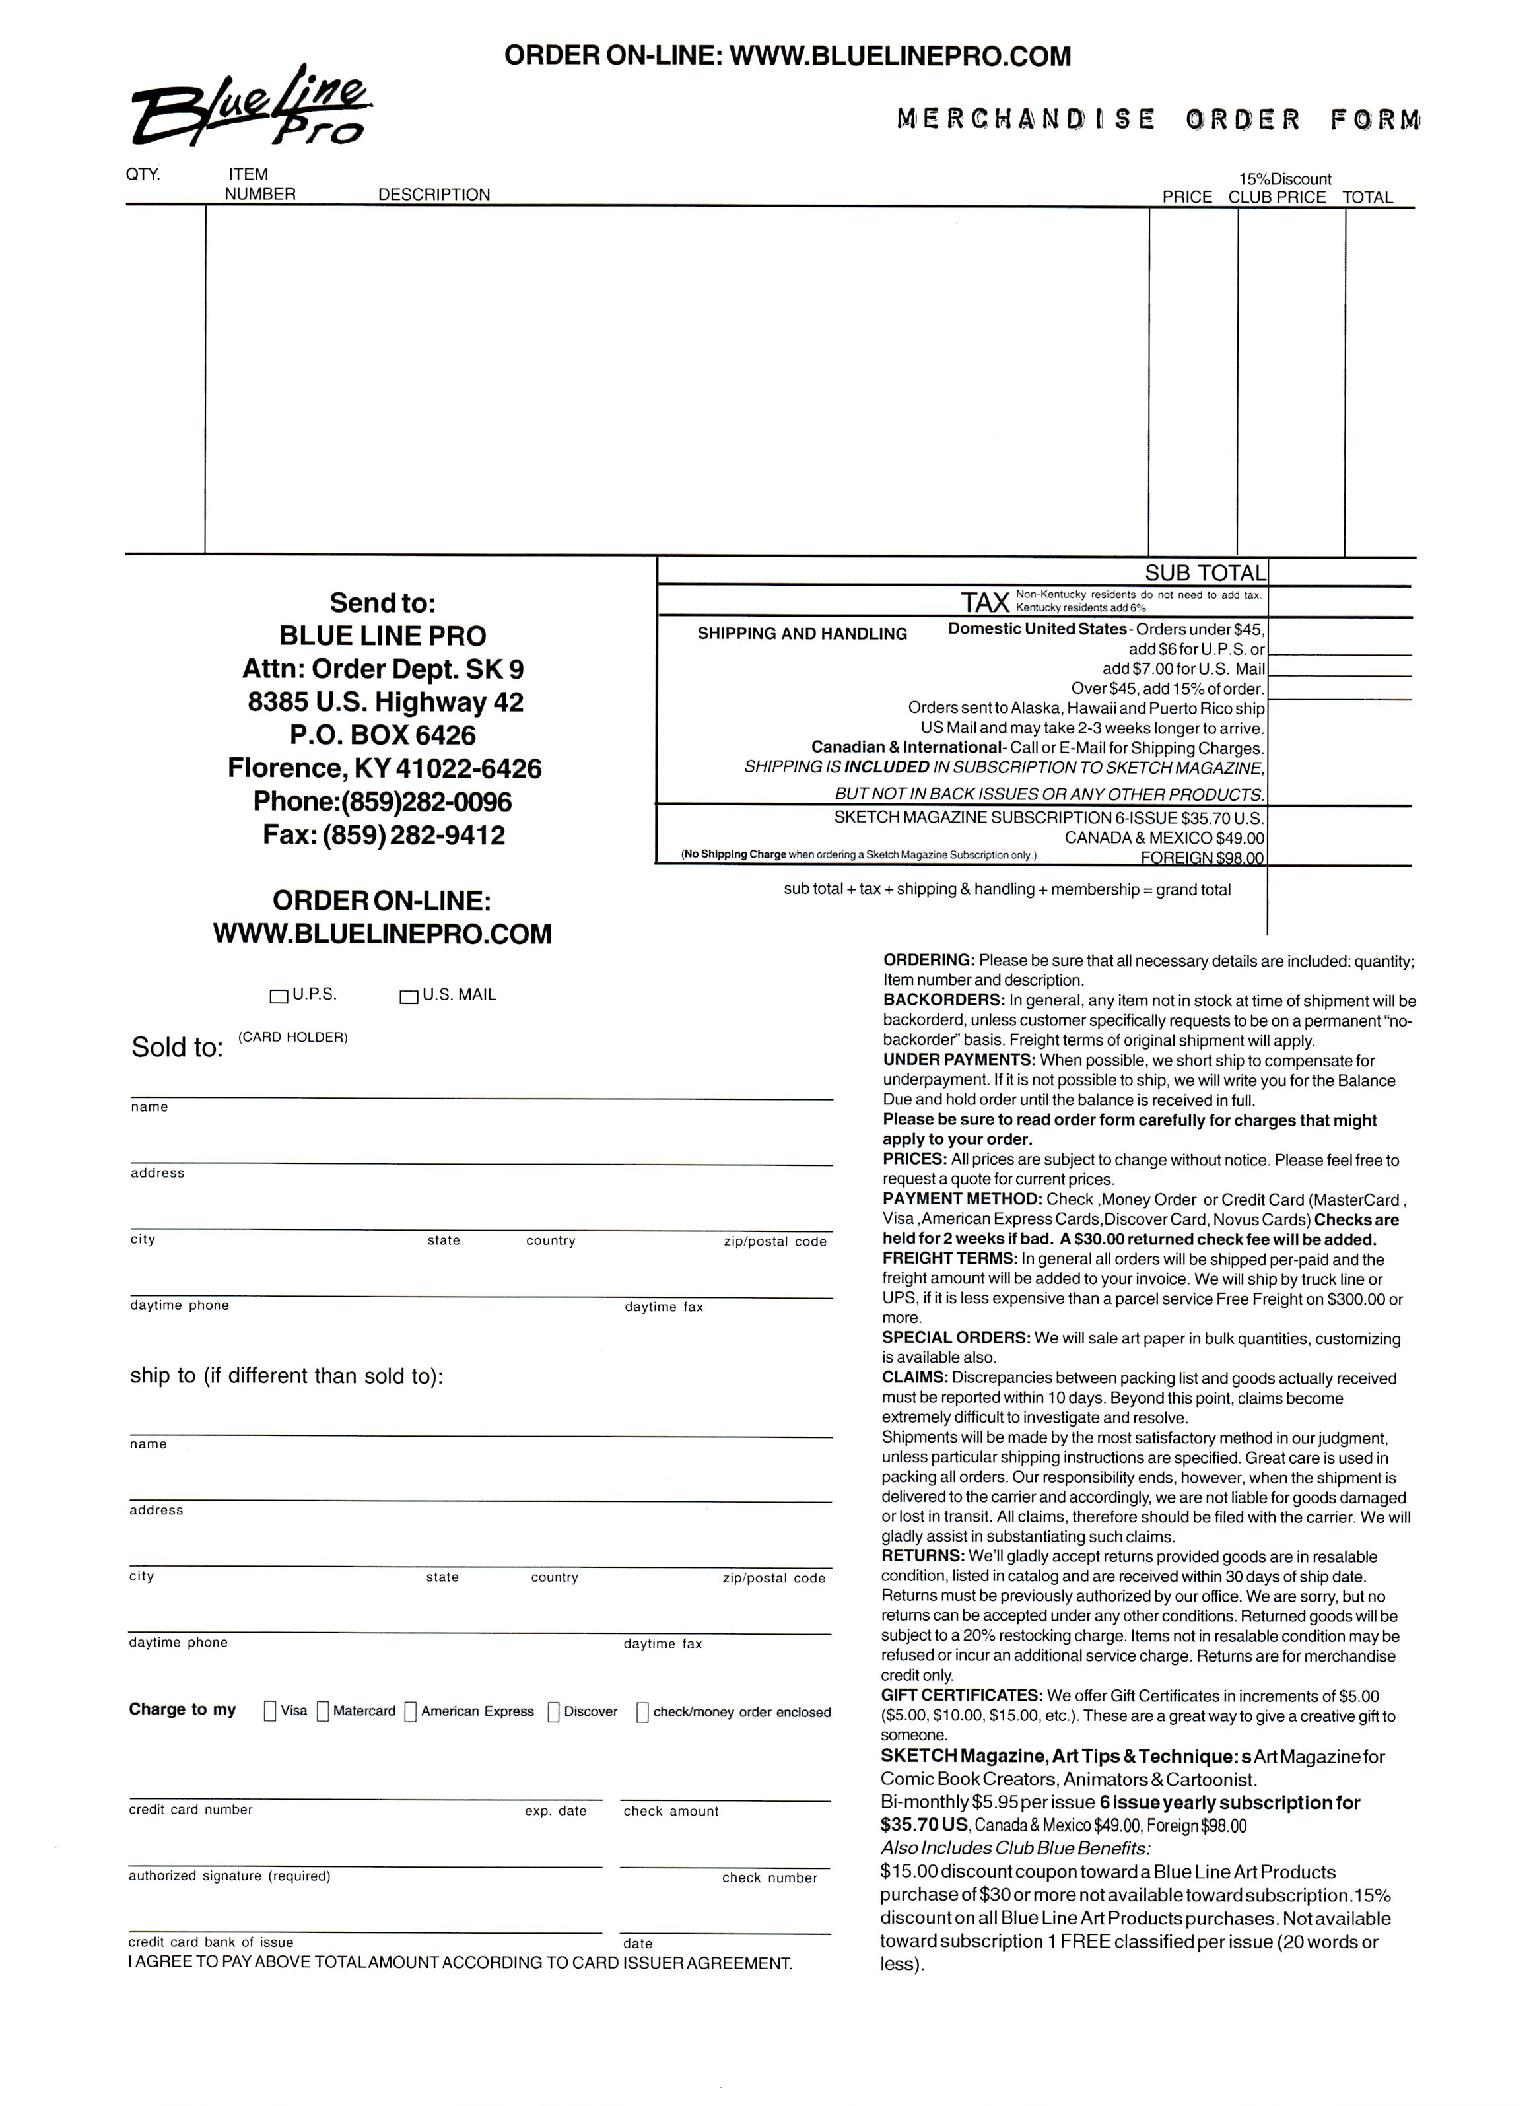 ORDER ON-LINE: WWW.BLUELINEPRO.COM
Blue Line
Pro
MERCHANDISE ORDER FORM
QTY.
ITEM
NUMBER
DESCRIPTION
PRICE
15%Discount
CLUB PRICE
TOTAL
Send to:
BLUE LINE PRO
Attn: Order Dept. SK 9
8385 U.S. Highway 42
P.O. BOX 6426
Florence, KY 41022-6426
Phone:(859)282-0096
Fax: (859) 282-9412
ORDER ON-LINE:
WWW.BLUELINEPRO.COM
SUB TOTAL
TAX Non-Kentucky residents do not need to add tax.
Kentucky residents add 6%
SHIPPING AND HANDLING Domestic United States- Orders under $45,
add $6 for U.P.S. or
add $7.00 for U.S. Mail
Over $45, add 15% of order.
Orders sent to Alaska, Hawaii and Puerto Rico ship
US Mail and may take 2-3 weeks longer to arrive.
Canadian & International- Call or E-Mail for Shipping Charges.
SHIPPING IS INCLUDED IN SUBSCRIPTION TO SKETCH MAGAZINE,
BUT NOT IN BACK ISSUES OR ANY OTHER PRODUCTS.
SKETCH MAGAZINE SUBSCRIPTION 6-ISSUE $35.70 U.S.
CANADA & MEXICO $49.00
(No Shipping Charge when ordering a Sketch Magazine Subscription only.) FOREIGN $98.00
sub total + tax + shipping & handling + membership = grand total
U.P.S. U.S. MAIL
Sold to: (CARD HOLDER)
name
address
city state country zip/postal code
daytime phone daytime fax
ship to (if different than sold to):
name
address
city state country zip/postal code
daytime phone daytime fax
Charge to my Visa Matercard American Express Discover check/money order enclosed
credit card number exp. date check amount
authorized signature (required) check number
credit card bank of issue date
I AGREE TO PAY ABOVE TOTAL AMOUNT ACCORDING TO CARD ISSUER AGREEMENT.
ORDERING: Please be sure that all necessary details are included: quantity;
Item number and description.
BACKORDERS: In general, any item not in stock at time of shipment will be
backorderd, unless customer specifically requests to be on a permanent "no-
backorder" basis. Freight terms of original shipment will apply.
UNDER PAYMENTS: When possible, we short ship to compensate for
underpayment. If it is not possible to ship, we will write you for the Balance
Due and hold order until the balance is received in full.
Please be sure to read order form carefully for charges that might
apply to your order.
PRICES: All prices are subject to change without notice. Please feel free to
request a quote for current prices.
PAYMENT METHOD: Check ,Money Order or Credit Card (MasterCard ,
Visa ,American Express Cards,Discover Card, Novus Cards) Checks are
held for 2 weeks if bad. A $30.00 returned check fee will be added.
FREIGHT TERMS: In general all orders will be shipped per-paid and the
freight amount will be added to your invoice. We will ship by truck line or
UPS, if it is less expensive than a parcel service Free Freight on $300.00 or
more.
SPECIAL ORDERS: We will sale art paper in bulk quantities, customizing
is available also.
CLAIMS: Discrepancies between packing list and goods actually received
must be reported within 10 days. Beyond this point, claims become
extremely difficult to investigate and resolve.
Shipments will be made by the most satisfactory method in our judgment,
unless particular shipping instructions are specified. Great care is used in
packing all orders. Our responsibility ends, however, when the shipment is
delivered to the carrier and accordingly, we are not liable for goods damaged
or lost in transit. All claims, therefore should be filed with the carrier. We will
gladly assist in substantiating such claims.
RETURNS: We'll gladly accept returns provided goods are in resalable
condition, listed in catalog and are received within 30 days of ship date.
Returns must be previously authorized by our office. We are sorry, but no
returns can be accepted under any other conditions. Returned goods will be
subject to a 20% restocking charge. Items not in resalable condition may be
refused or incur an additional service charge. Returns are for merchandise
credit only.
GIFT CERTIFICATES: We offer Gift Certificates in increments of $5.00
($5.00, $10.00, $15.00, etc.). These are a great way to give a creative gift to
someone.
SKETCH Magazine, Art Tips & Technique: s Art Magazine for
Comic Book Creators, Animators & Cartoonist.
Bi-monthly $5.95 per issue 6 issue yearly subscription for
$35.70 US, Canada & Mexico $49.00, Foreign $98.00
Also Includes Club Blue Benefits:
$15.00 discount coupon toward a Blue Line Art Products
purchase of $30 or more not available toward subscription. 15%
discount on all Blue Line Art Products purchases. Not available
toward subscription 1 FREE classified per issue (20 words or
less).